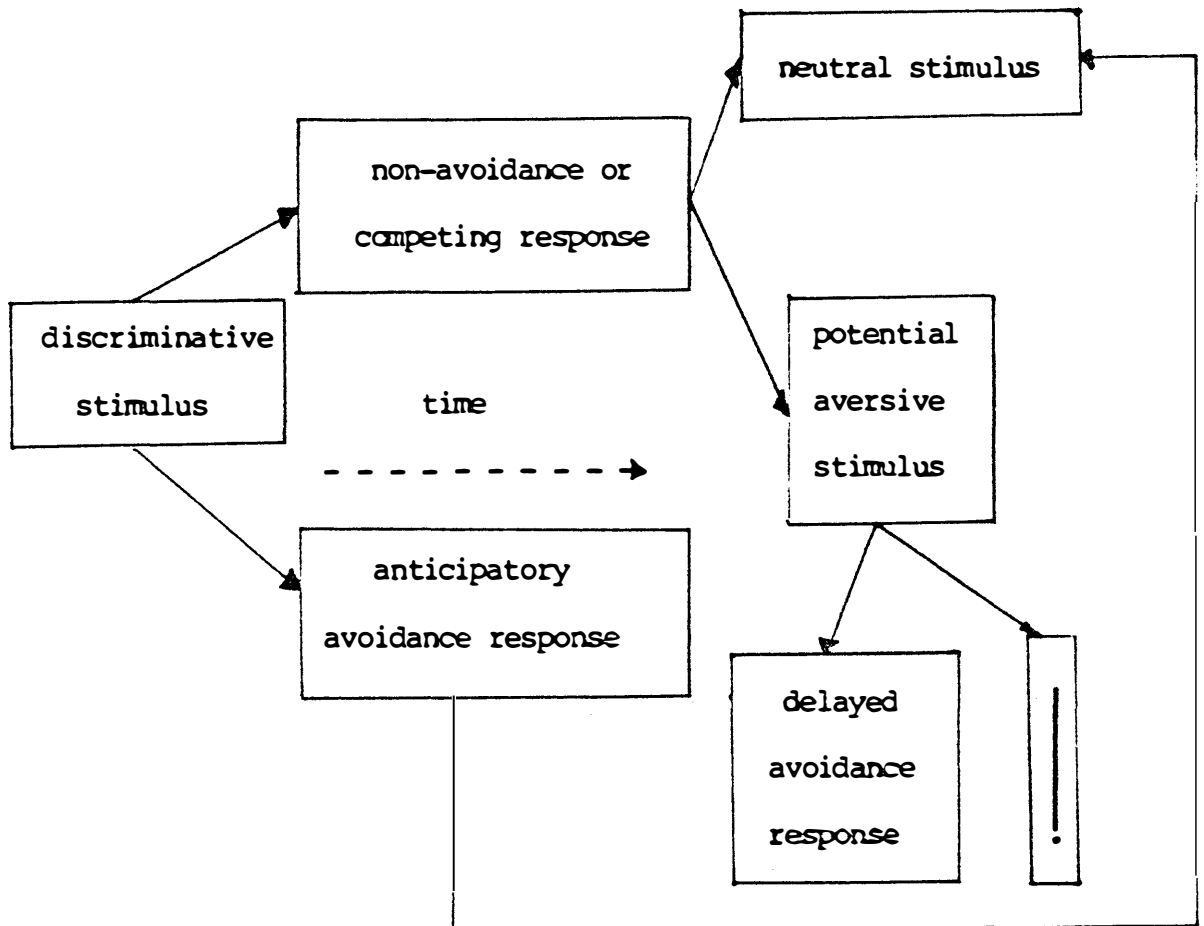 neutral stimulus
non-avoidance or
competing response
discriminative
stimulus
time
potential
aversive
stimulus
anticipatory
avoidance response
delayed
avoidance
response
!